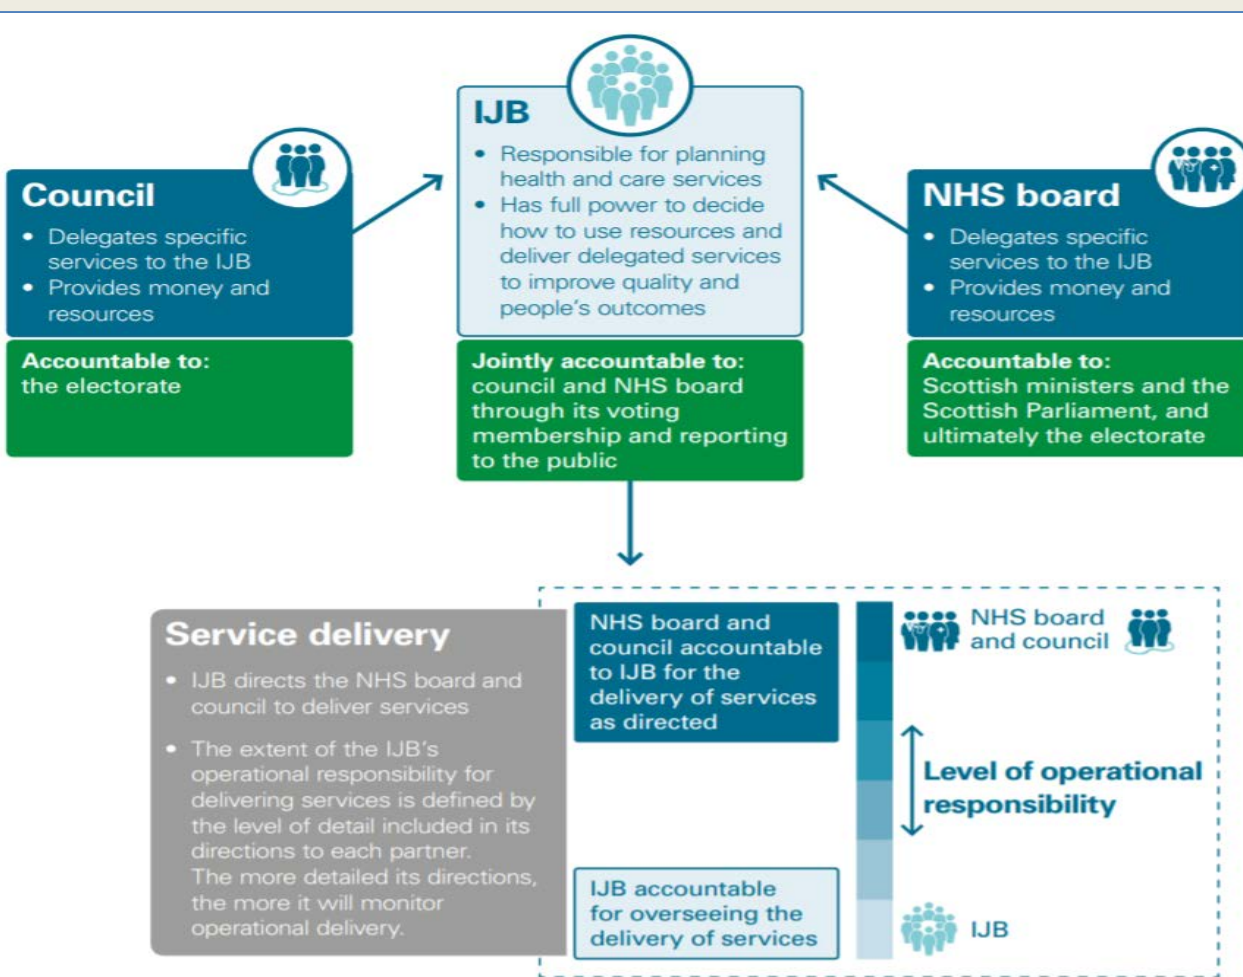 IJB
• Responsible for planning
health and care services
• Has full power to decide
how to use resources and
deliver delegated services
to improve quality and
people's outcomes
Jointly accountable to:
council and NHS board
through its voting
membership and reporting
to the public
Council
• Delegates specific
services to the IJB
• Provides money and
resources
Accountable to:
the electorate
NHS board
• Delegates specific
services to the IJB
• Provides money and
resources
Accountable to:
Scottish ministers and the
Scottish Parliament, and
ultimately the electorate
Service delivery
• IJB directs the NHS board and
council to deliver services
• The extent of the IJB's
operational responsibility for
delivering services is defined by
the level of detail included in its
directions to each partner.
The more detailed its directions,
the more it will monitor
operational delivery.
NHS board and
council accountable
to IJB for the
delivery of services
as directed
IJB accountable
for overseeing the
delivery of services
NHS board
and council
Level of operational
responsibility
IJB